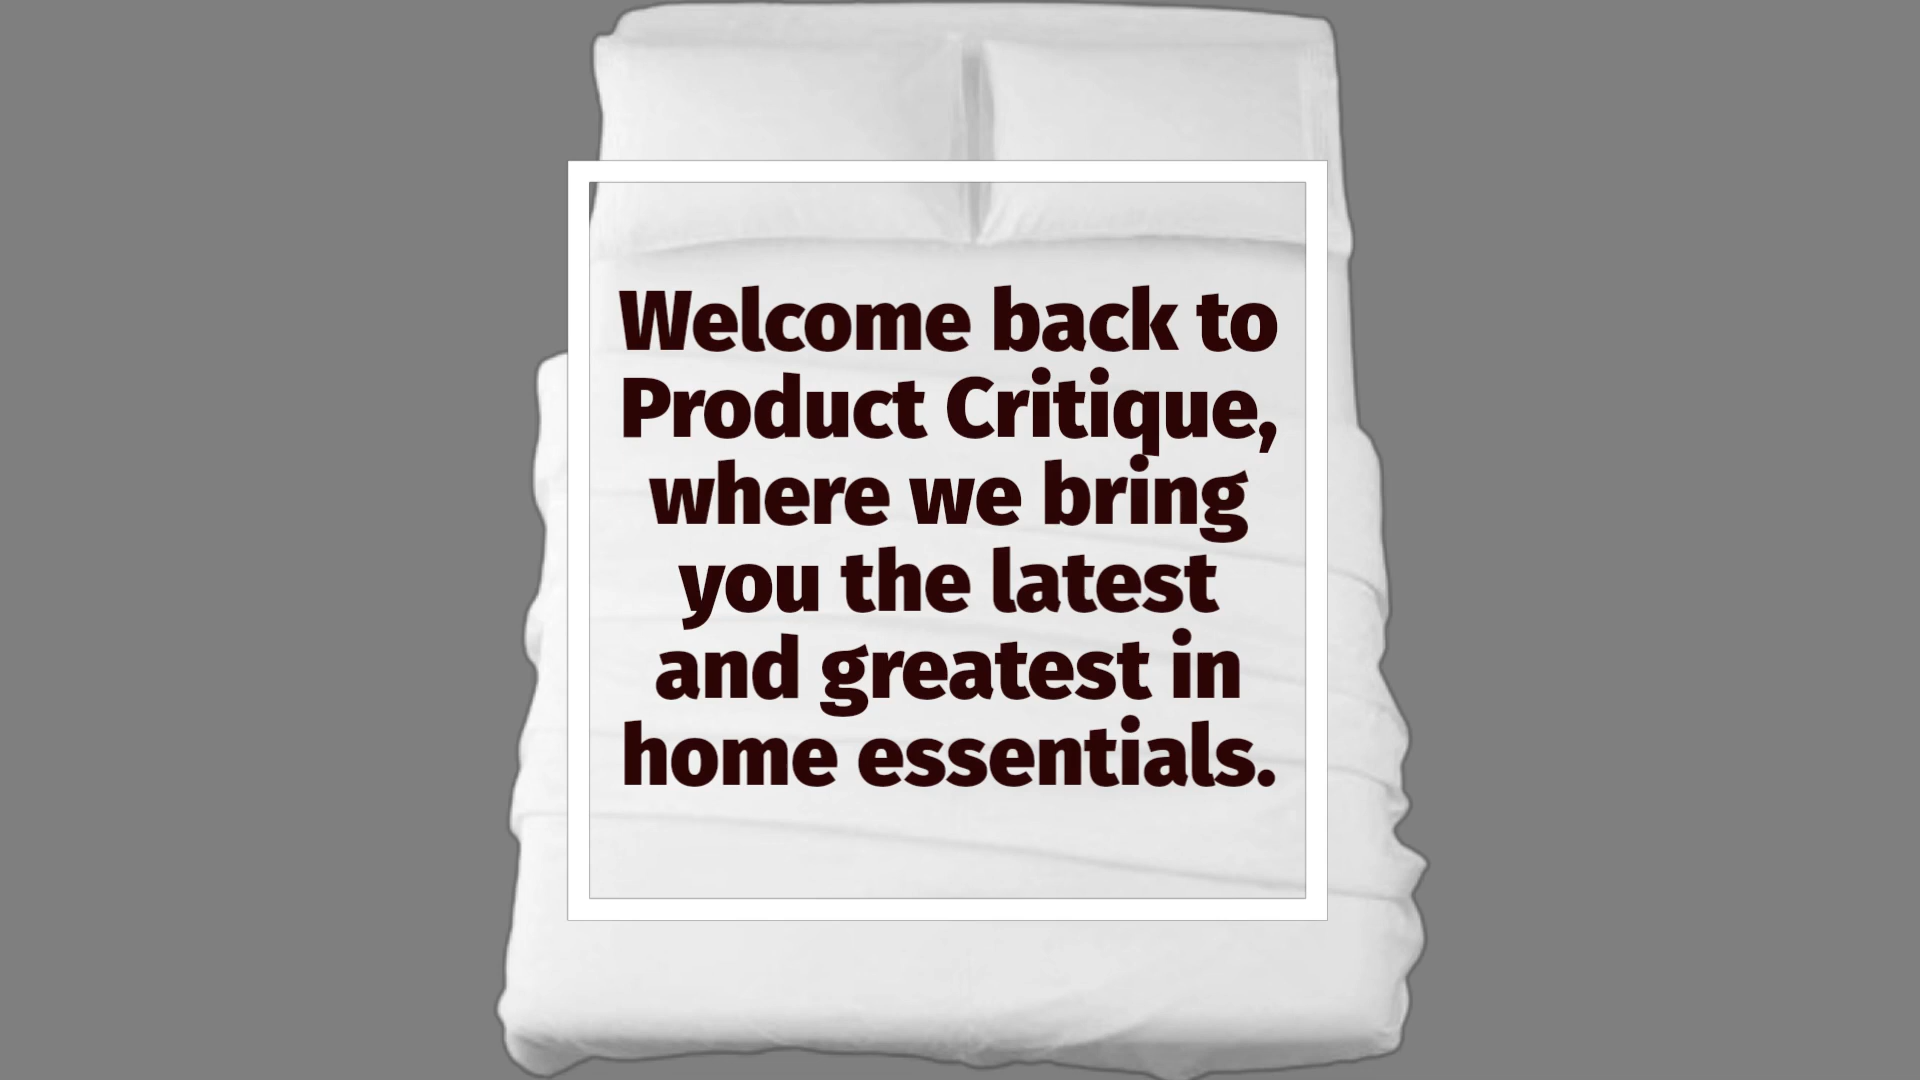 Welcome back to
Product Critique,
where we bring
you the latest
and greatest in
home essentials.